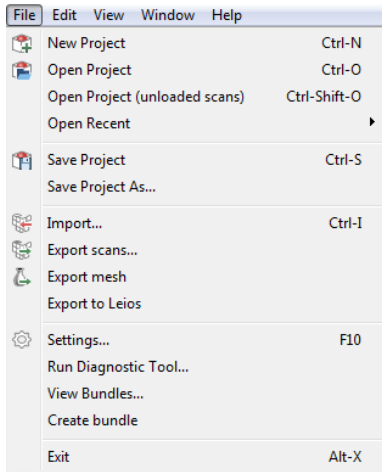 File Edit View Window Help
New Project Ctrl-N
Open Project Ctrl-O
Open Project (unloaded scans) Ctrl-Shift-O
Open Recent
Save Project Ctrl-S
Save Project As...
Import... Ctrl-I
Export scans...
Export mesh
Export to Leios
Settings... F10
Run Diagnostic Tool...
View Bundles...
Create bundle
Exit Alt-X